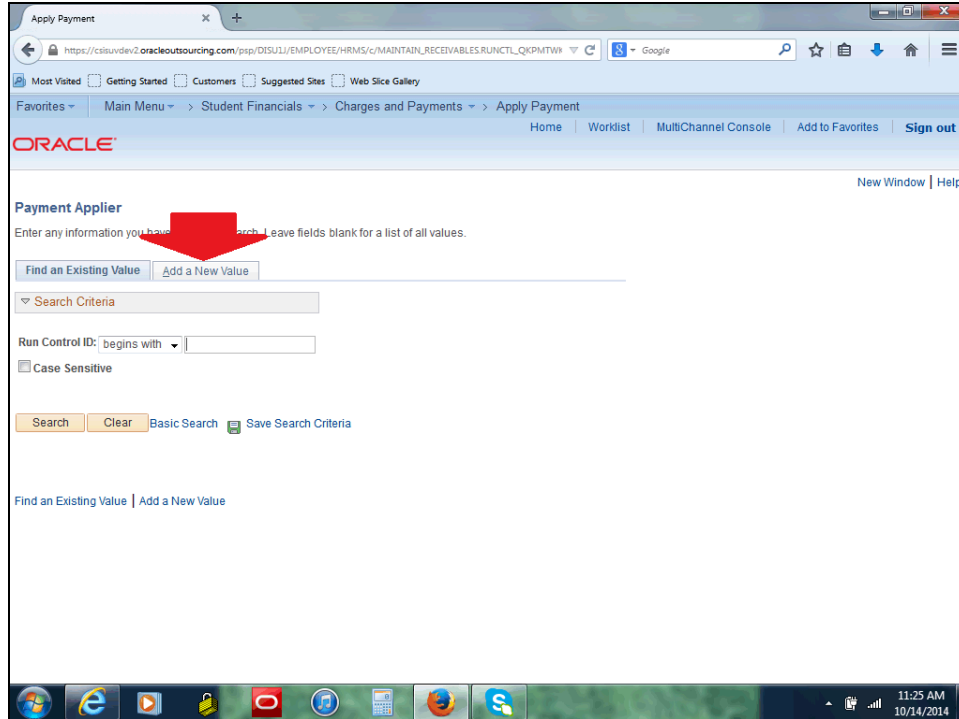 Apply Payment
https://csisuvdev2.oracleoutsourcing.com/psp/DISU1J/EMPLOYEE/HRMS/c/MAINTAIN_RECEIVABLES.RUNCTL_QKPMTWK
Google
Most Visited Getting Started Customers Suggested Sites Web Slice Gallery
Favorites Main Menu > Student Financials > Charges and Payments > Apply Payment
Home Worklist MultiChannel Console Add to Favorites Sign out
ORACLE
New Window | Help
Payment Applier
Enter any information you have Leave fields blank for a list of all values.
Find an Existing Value Add a New Value
Search Criteria
Run Control ID: begins with
Case Sensitive
Search Clear Basic Search Save Search Criteria
Find an Existing Value | Add a New Value
11:25 AM
10/14/2014